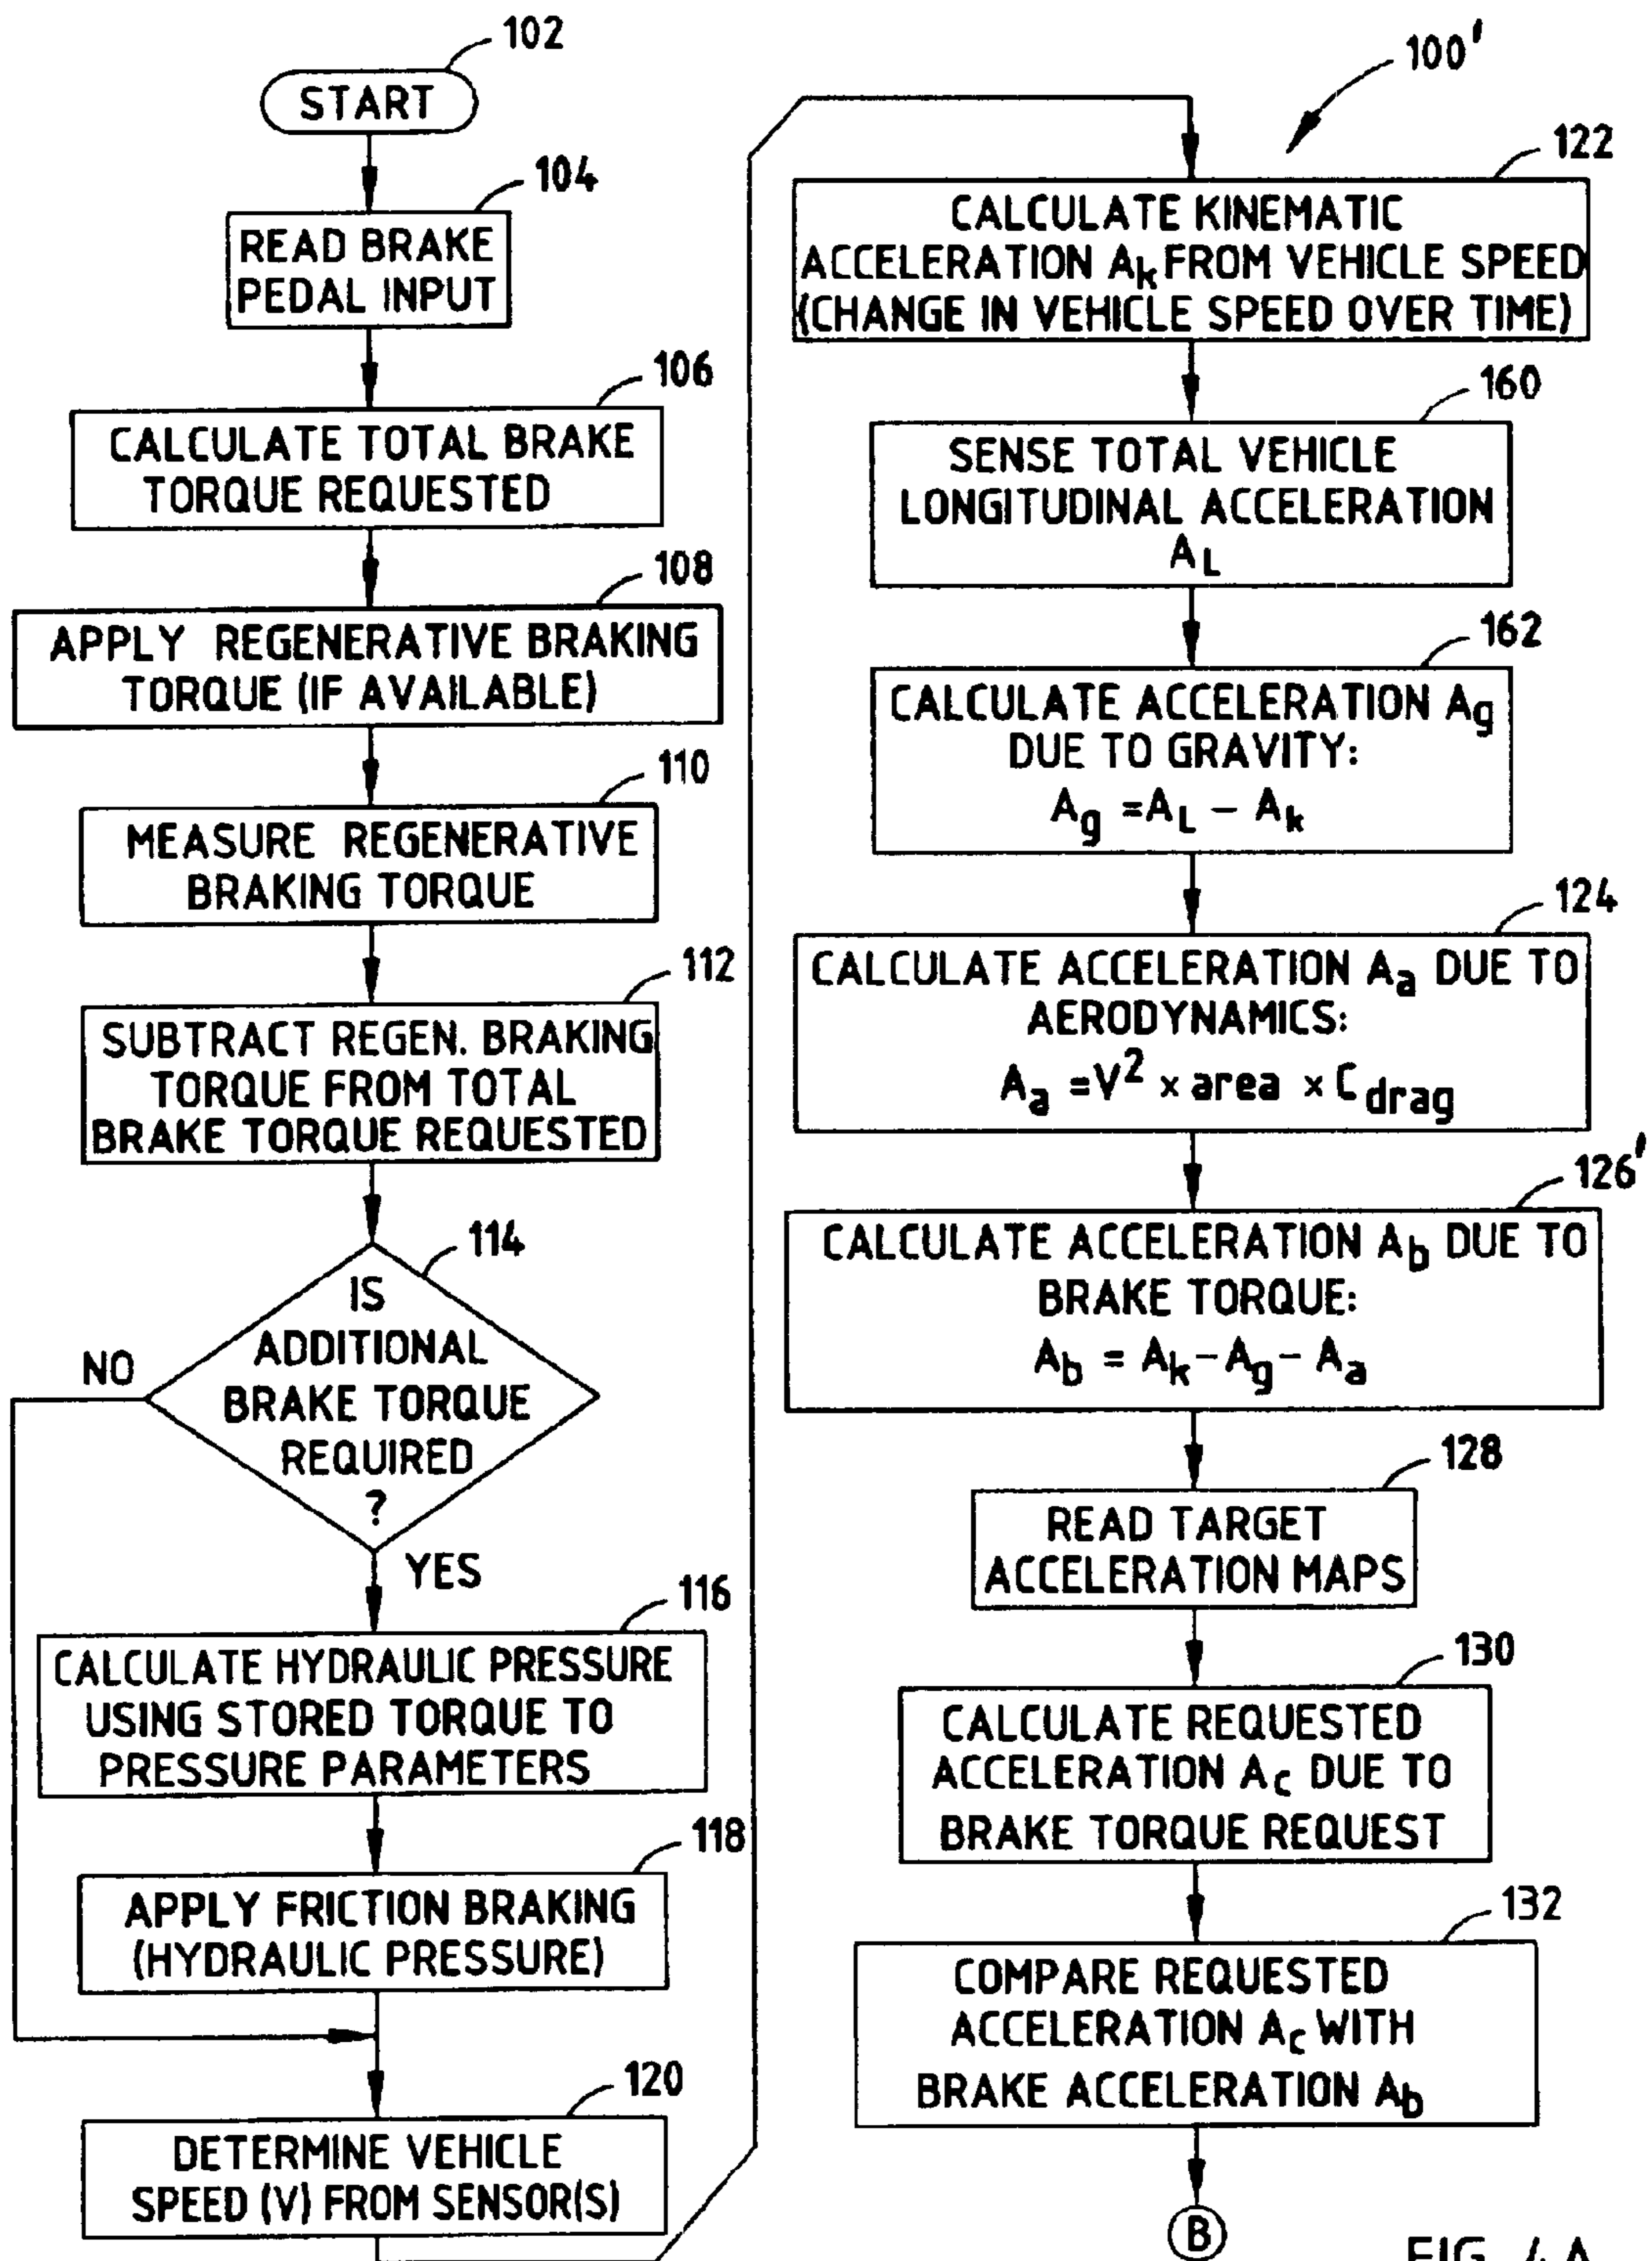 102
START
104
READ BRAKE
PEDAL INPUT
106
CALCULATE TOTAL BRAKE
TORQUE REQUESTED
108
APPLY REGENERATIVE BRAKING
TORQUE (IF AVAILABLE)
110
MEASURE REGENERATIVE
BRAKING TORQUE
112
SUBTRACT REGEN. BRAKING
TORQUE FROM TOTAL
BRAKE TORQUE REQUESTED
114
IS
ADDITIONAL
BRAKE TORQUE
REQUIRED
?
NO
YES
116
CALCULATE HYDRAULIC PRESSURE
USING STORED TORQUE TO
PRESSURE PARAMETERS
118
APPLY FRICTION BRAKING
(HYDRAULIC PRESSURE)
120
DETERMINE VEHICLE
SPEED (V) FROM SENSOR(S)
100'
122
CALCULATE KINEMATIC
ACCELERATION Ak FROM VEHICLE SPEED
(CHANGE IN VEHICLE SPEED OVER TIME)
160
SENSE TOTAL VEHICLE
LONGITUDINAL ACCELERATION
AL
162
CALCULATE ACCELERATION Ag
DUE TO GRAVITY:
Ag = AL - Ak
124
CALCULATE ACCELERATION Aa DUE TO
AERODYNAMICS:
Aa = V² × area × Cdrag
126'
CALCULATE ACCELERATION Ab DUE TO
BRAKE TORQUE:
Ab = Ak - Ag - Aa
128
READ TARGET
ACCELERATION MAPS
130
CALCULATE REQUESTED
ACCELERATION Ac DUE TO
BRAKE TORQUE REQUEST
132
COMPARE REQUESTED
ACCELERATION Ac WITH
BRAKE ACCELERATION Ab
B
FIG. 4A